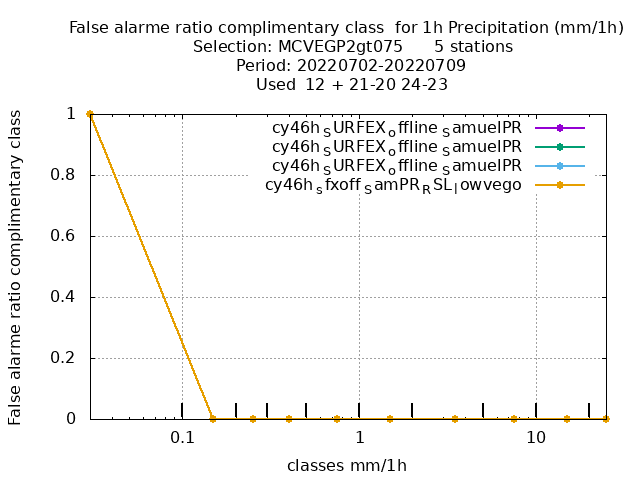 False alarme ratio complimentary class  for 1h Precipitation (mm/1h)
Selection: MCVEGP2gt075      5 stations
Period: 20220702-20220709
Used  12 + 21-20 24-23
cy46h_SURFEX_offline_SamuelPR
cy46h_SURFEX_offline_SamuelPR
cy46h_SURFEX_offline_SamuelPR
cy46h_sfxoff_SamPR_RSL_lowvego
False alarme ratio complimentary class
1
0.8
0.6
0.4
0.2
0
0.1
1
10
classes mm/1h